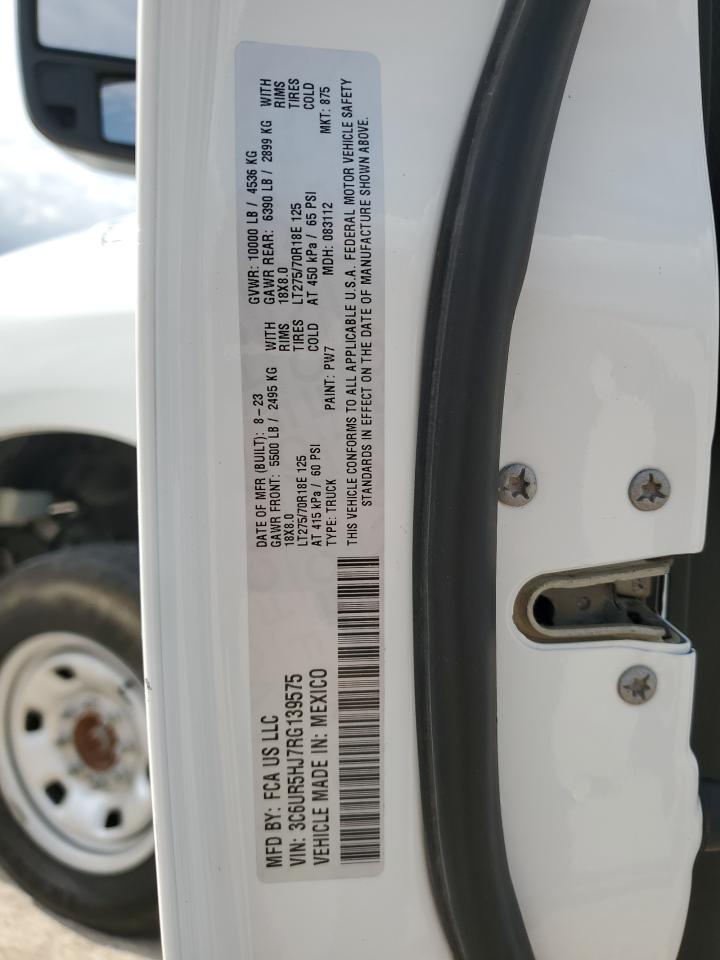 MFD BY: FCA US LLC
VIN: 3C6UR5HJ7RG139575
VEHICLE MADE IN: MEXICO
DATE OF MFR (BUILT): 8-23 GVWR: 10000 LB / 4536 KG
GAWR FRONT: 5500 LB / 2495 KG WITH GAWR REAR: 6390 LB / 2899 KG WITH
18X8.0 RIMS 18X8.0 RIMS
LT275/70R18E 125 TIRES LT275/70R18E 125 TIRES
AT 415 kPa / 60 PSI COLD AT 450 kPa / 65 PSI COLD
TYPE: TRUCK PAINT: PW7 MDH: 083112 MKT: 875
THIS VEHICLE CONFORMS TO ALL APPLICABLE U.S.A. FEDERAL MOTOR VEHICLE SAFETY
STANDARDS IN EFFECT ON THE DATE OF MANUFACTURE SHOWN ABOVE.